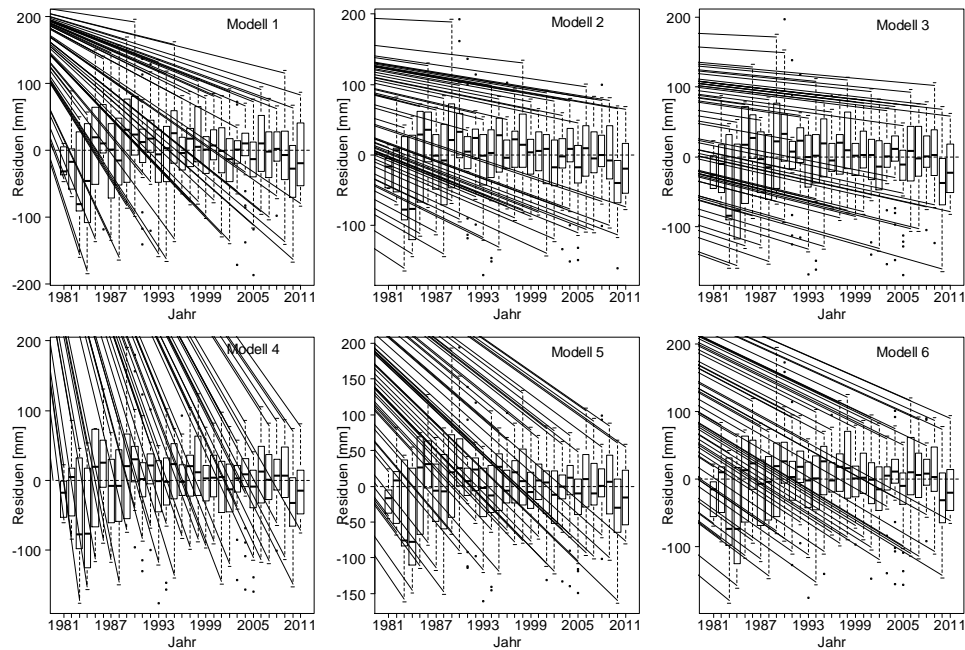 Modell 1
Residuen [mm]
200
100
0
-100
-200
1981 1987 1993 1999 2005 2011
Jahr
Modell 2
Residuen [mm]
200
100
0
-100
1981 1987 1993 1999 2005 2011
Jahr
Modell 3
Residuen [mm]
200
100
0
-100
1981 1987 1993 1999 2005 2011
Jahr
Modell 4
Residuen [mm]
200
100
0
-100
1981 1987 1993 1999 2005 2011
Jahr
Modell 5
Residuen [mm]
200
150
100
50
0
-50
-100
-150
1981 1987 1993 1999 2005 2011
Jahr
Modell 6
Residuen [mm]
200
100
0
-100
1981 1987 1993 1999 2005 2011
Jahr